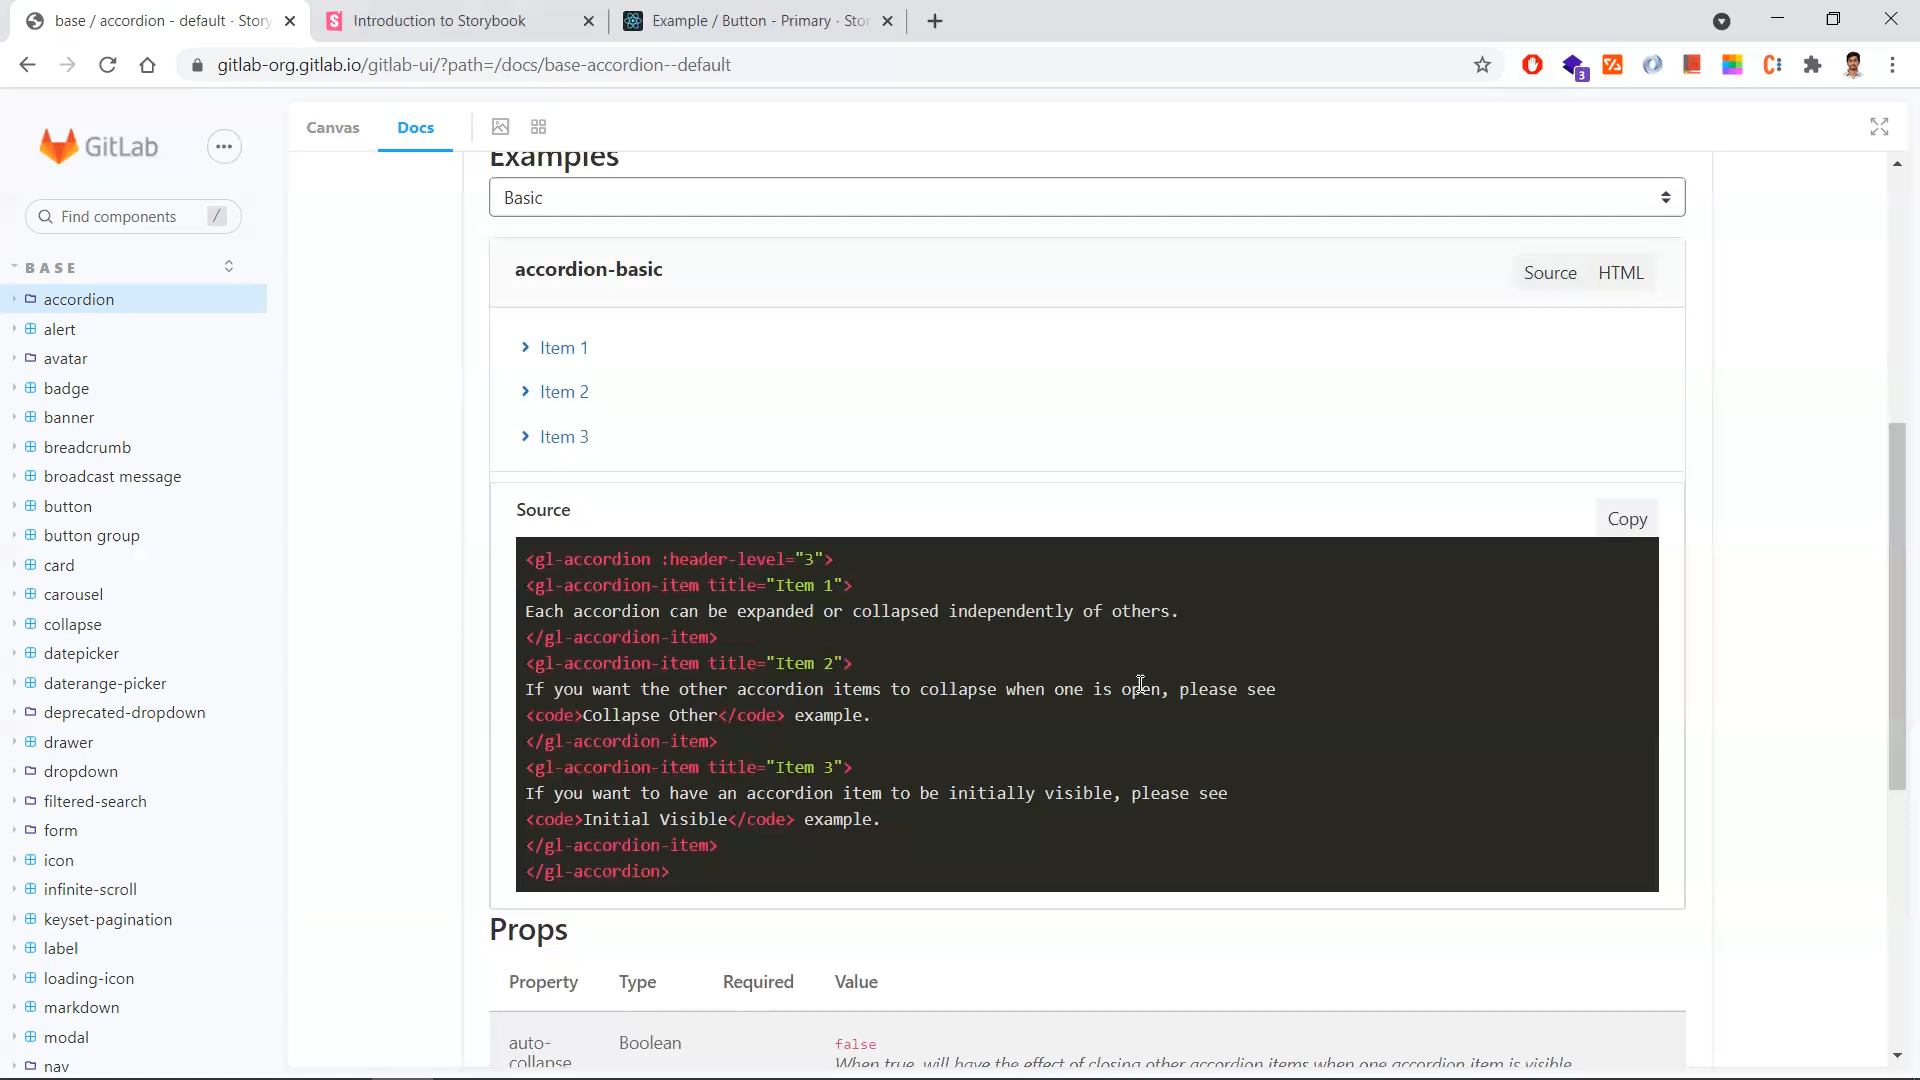 base / accordion - default · Story
Introduction to Storybook
Example / Button - Primary · Stor
gitlab-org.gitlab.io/gitlab-ui/?path=/docs/base-accordion--default
3
GitLab
Find components /
BASE
accordion
alert
avatar
badge
banner
breadcrumb
broadcast message
button
button group
card
carousel
collapse
datepicker
daterange-picker
deprecated-dropdown
drawer
dropdown
filtered-search
form
icon
infinite-scroll
keyset-pagination
label
loading-icon
markdown
modal
nav
Canvas Docs
Examples
Basic
accordion-basic
Source HTML
Item 1
Item 2
Item 3
Source
Copy
<gl-accordion :header-level="3">
<gl-accordion-item title="Item 1">
Each accordion can be expanded or collapsed independently of others.
</gl-accordion-item>
<gl-accordion-item title="Item 2">
If you want the other accordion items to collapse when one is open, please see
<code>Collapse Other</code> example.
</gl-accordion-item>
<gl-accordion-item title="Item 3">
If you want to have an accordion item to be initially visible, please see
<code>Initial Visible</code> example.
</gl-accordion-item>
</gl-accordion>
Props
Property Type Required Value
auto-
collapse
Boolean
false
When true, will have the effect of closing other accordion items when one accordion item is visible